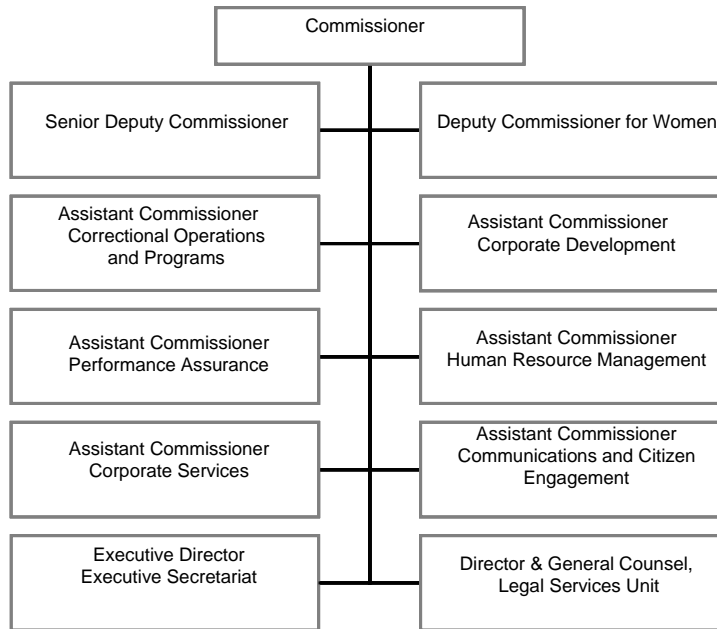 Commissioner
Senior Deputy Commissioner
Deputy Commissioner for Women
Assistant Commissioner
Correctional Operations
and Programs
Assistant Commissioner
Corporate Development
Assistant Commissioner
Performance Assurance
Assistant Commissioner
Human Resource Management
Assistant Commissioner
Corporate Services
Assistant Commissioner
Communications and Citizen
Engagement
Executive Director
Executive Secretariat
Director & General Counsel,
Legal Services Unit